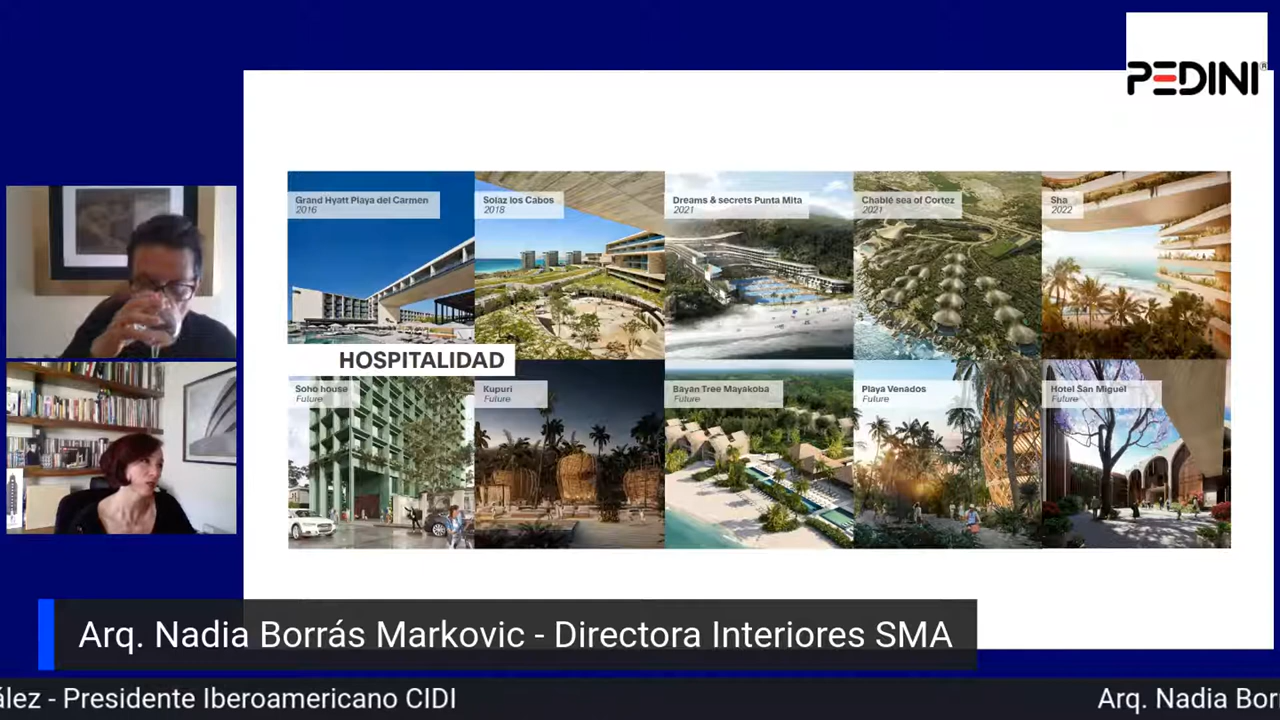 PEDINI®
Grand Hyatt Playa del Carmen
2016
Solaz los Cabos
2018
Dreams & secrets Punta Mita
2021
Chablé sea of Cortez
2021
Sha
2022
HOSPITALIDAD
Soho house
Future
Kupuri
Future
Bayan Tree Mayakoba
Future
Playa Venados
Future
Hotel San Miguel
Future
Arq. Nadia Borrás Markovic - Directora Interiores SMA
ález - Presidente Iberoamericano CIDI
Arq. Nadia Bor